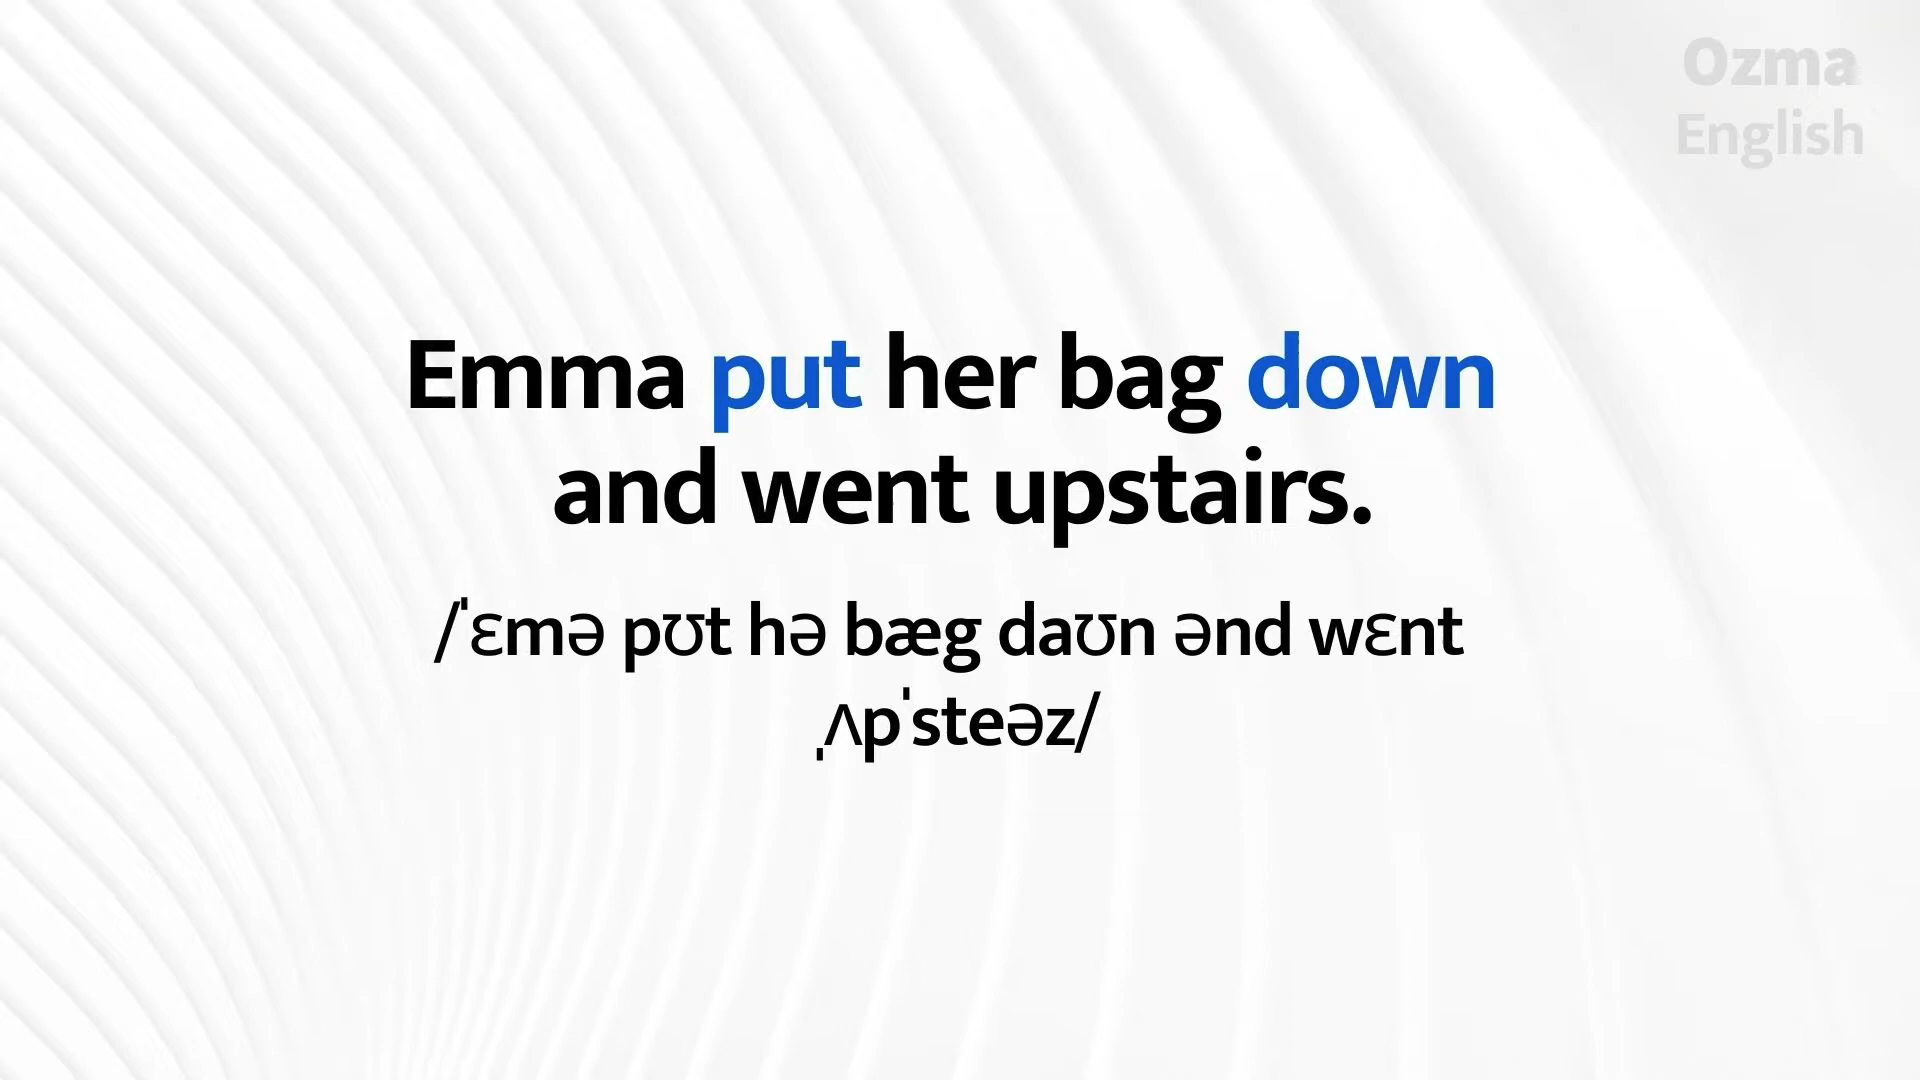 Ozma
English
Emma put her bag down
and went upstairs.
/ˈɛmə pʊt hə bæg daʊn ənd wɛnt
ˌʌpˈsteəz/